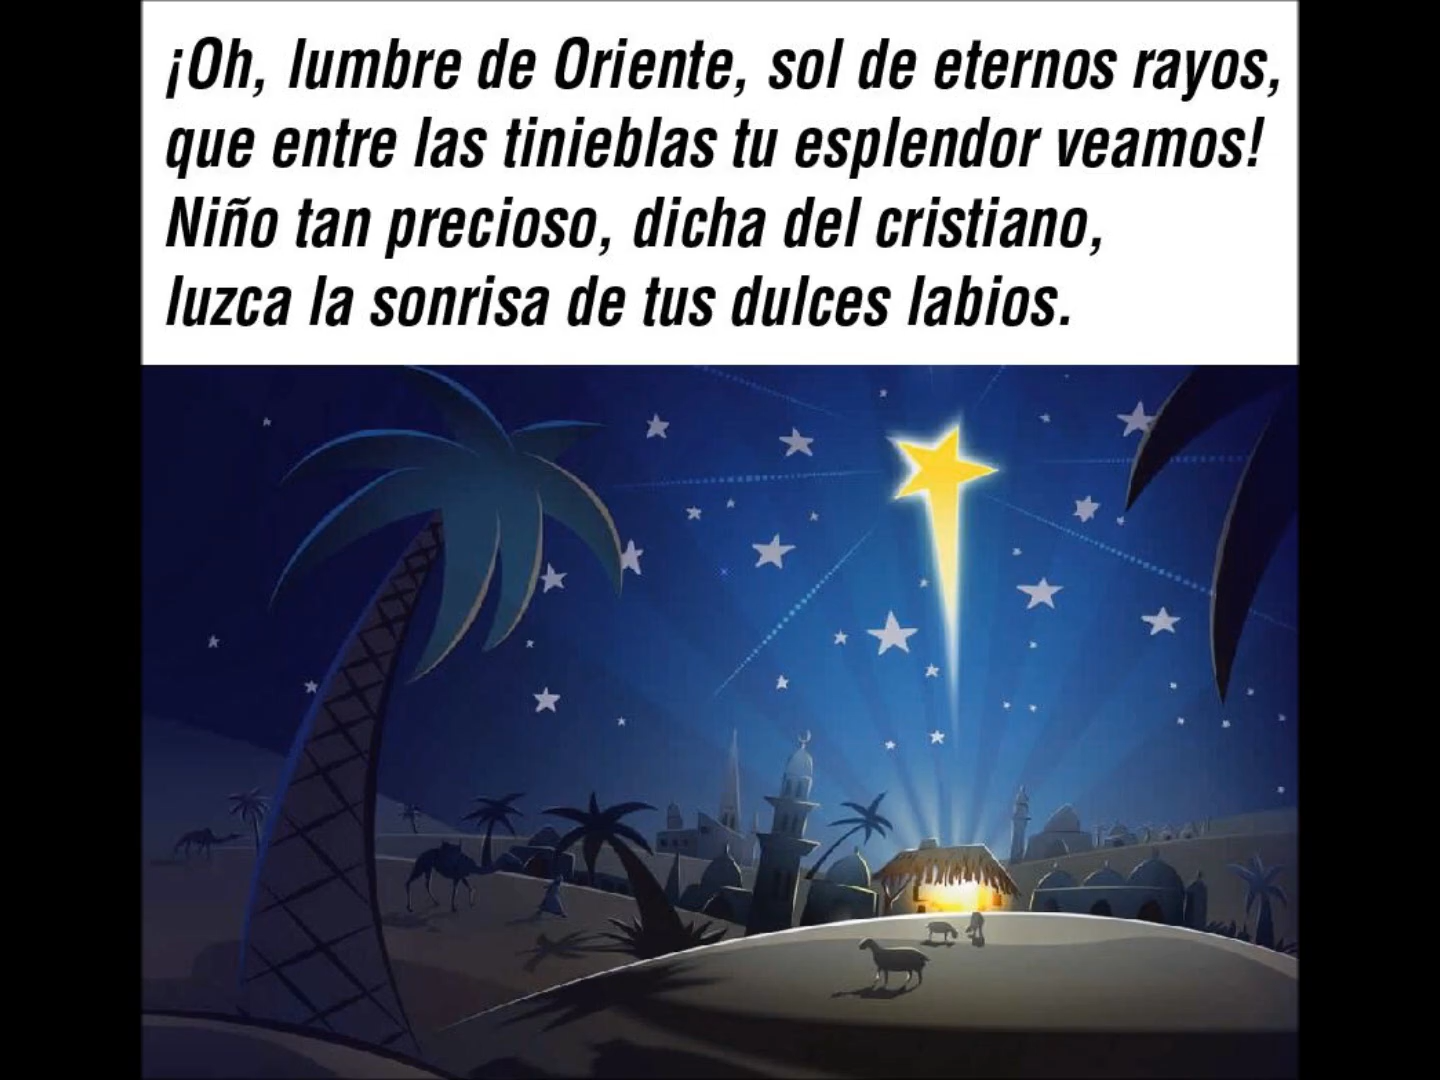 ¡Oh, lumbre de Oriente, sol de eternos rayos,
que entre las tinieblas tu esplendor veamos!
Niño tan precioso, dicha del cristiano,
luzca la sonrisa de tus dulces labios.